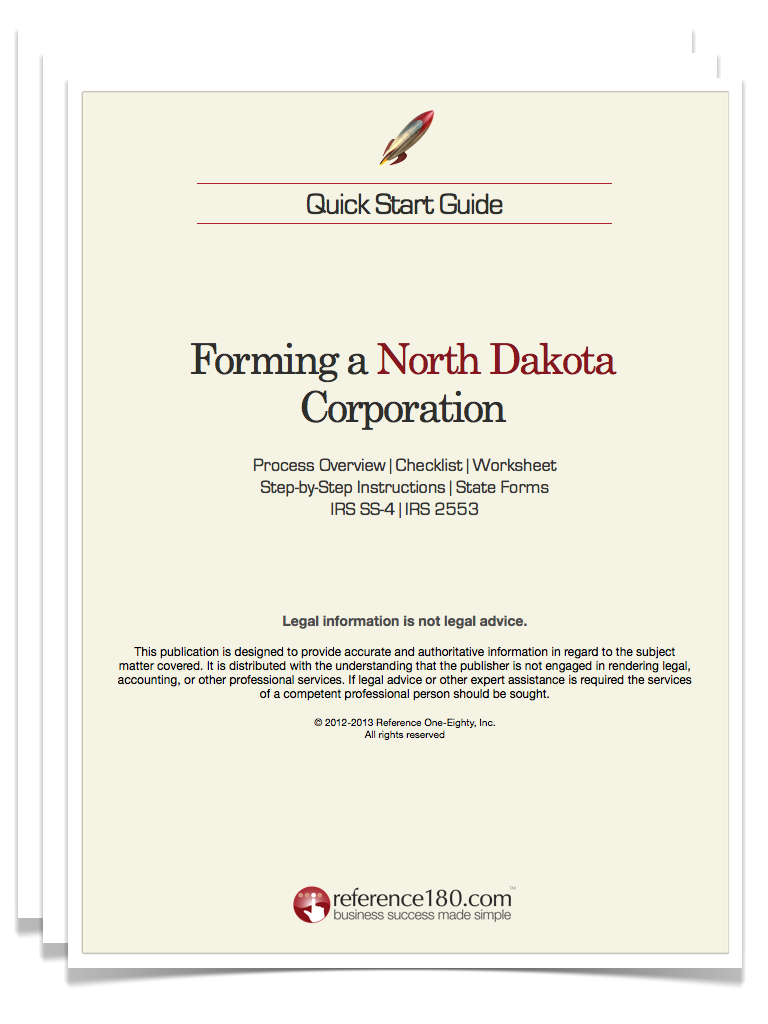 Quick Start Guide
Forming a North Dakota
Corporation
Process Overview | Checklist | Worksheet
Step-by-Step Instructions | State Forms
IRS SS-4 | IRS 2553
Legal information is not legal advice.
This publication is designed to provide accurate and authoritative information in regard to the subject
matter covered. It is distributed with the understanding that the publisher is not engaged in rendering legal,
accounting, or other professional services. If legal advice or other expert assistance is required the services
of a competent professional person should be sought.
© 2012-2013 Reference One-Eighty, Inc.
All rights reserved
reference180.com™
business success made simple